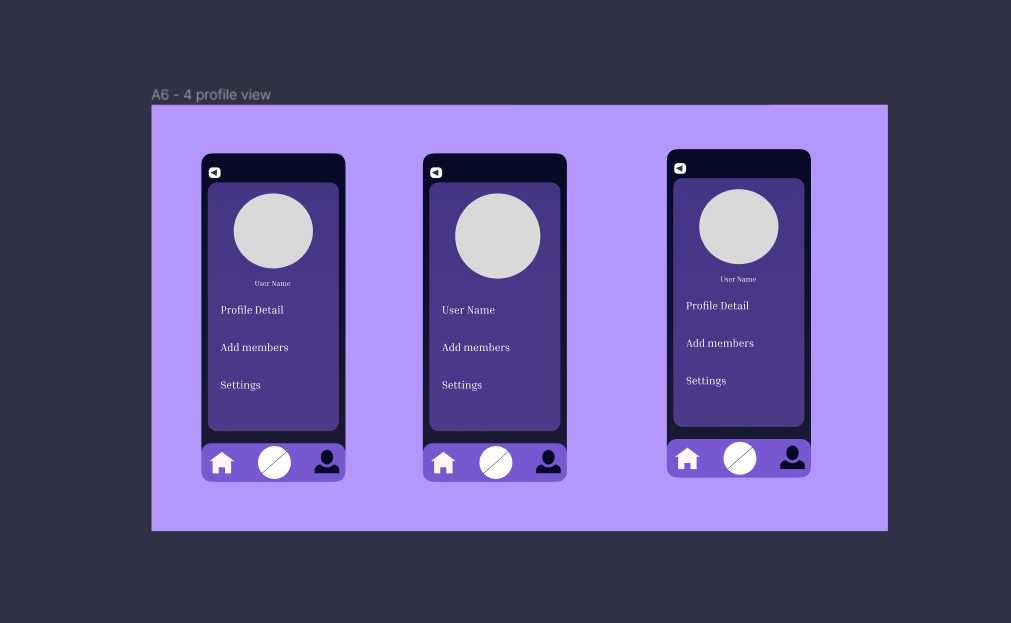 A6 - 4 profile view
User Name
Profile Detail
Add members
Settings
User Name
Add members
Settings
User Name
Profile Detail
Add members
Settings